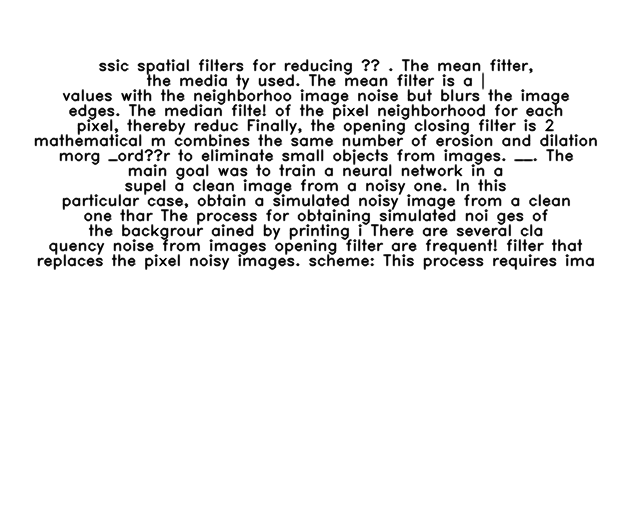 ssic spatial filters for reducing ?? . The mean fitter,
the media ty used. The mean filter is a |
values with the neighborhoo image noise but blurs the image
edges. The median filte! of the pixel neighborhood for each
pixel, thereby reduc Finally, the opening closing filter is 2
mathematical m combines the same number of erosion and dilation
morg _ord??r to eliminate small objects from images. __. The
main goal was to train a neural network in a
supel a clean image from a noisy one. In this
particular case, obtain a simulated noisy image from a clean
one thar The process for obtaining simulated noi ges of
the backgrour ained by printing i There are several cla
quency noise from images opening filter are frequent! filter that
replaces the pixel noisy images. scheme: This process requires ima